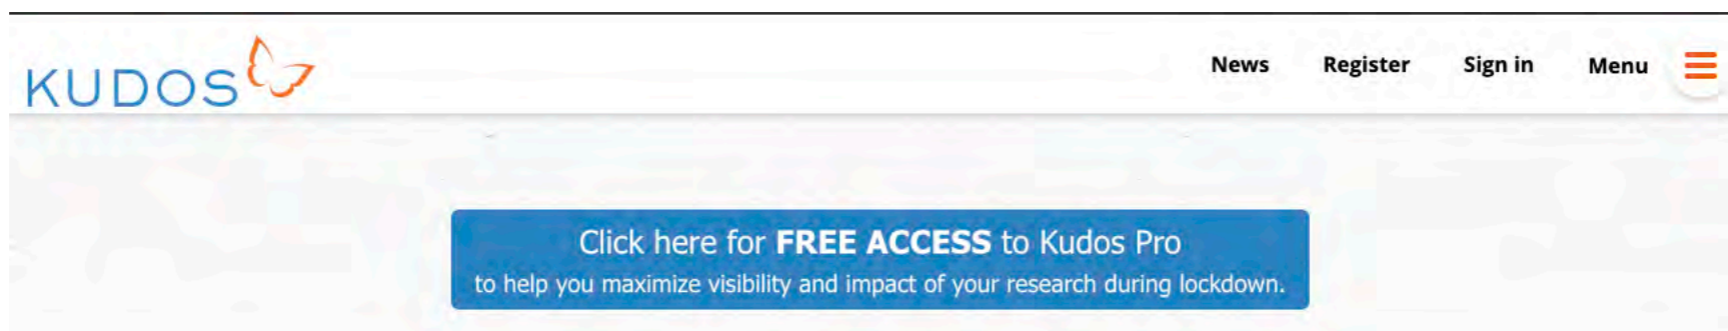 KUDOS
News Register Sign in Menu
Click here for FREE ACCESS to Kudos Pro
to help you maximize visibility and impact of your research during lockdown.